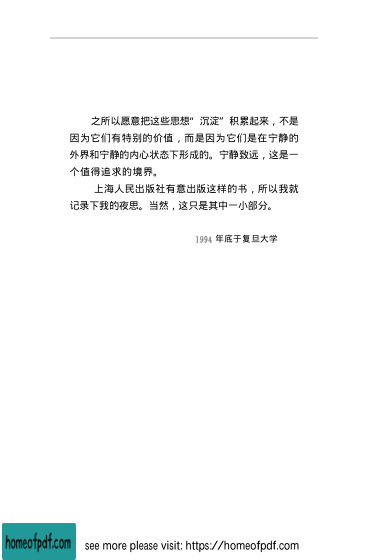 之所以愿意把这些思想“沉淀”积累起来，不是
因为它们有特别的价值，而是因为它们是在宁静的
外界和宁静的内心状态下形成的。宁静致远，这是一
个值得追求的境界。
上海人民出版社有意出版这样的书，所以我就
记录下我的夜思。当然，这只是其中一小部分。
1994 年底于复旦大学
homeofpdf.com
see more please visit: https://homeofpdf.com